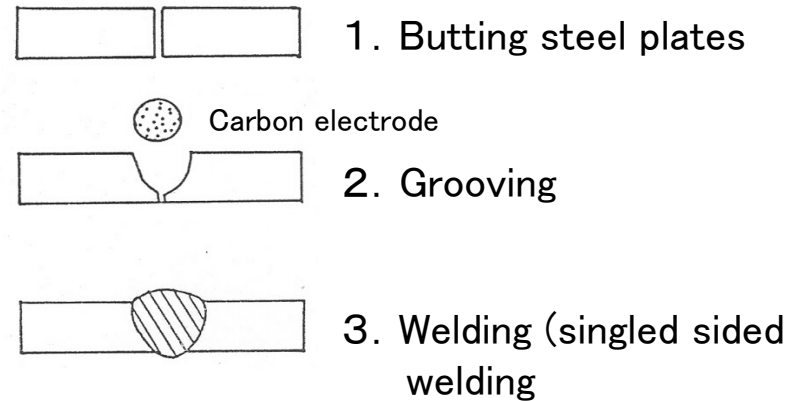 1. Butting steel plates
Carbon electrode
2. Grooving
3. Welding (singled sided
welding